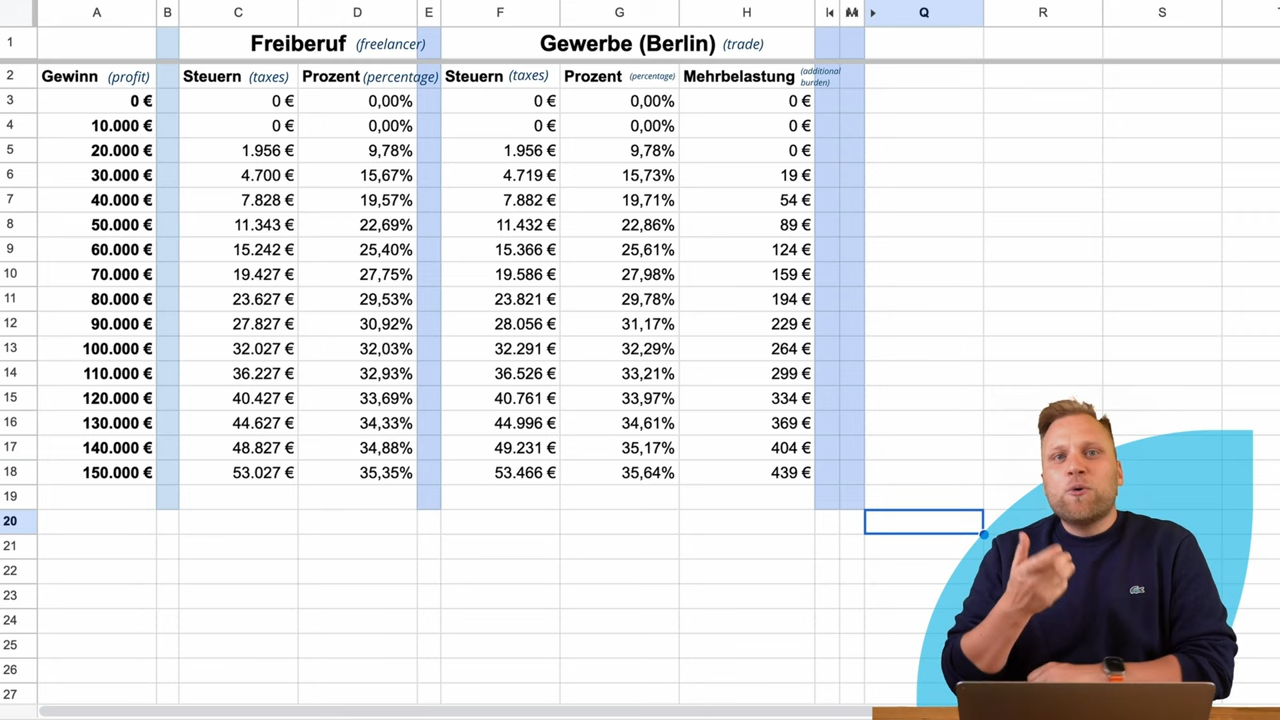 A B C D E F G H Q R S
1 Freiberuf (freelancer) Gewerbe (Berlin) (trade)
2 Gewinn (profit) Steuern (taxes) Prozent (percentage) Steuern (taxes) Prozent (percentage) Mehrbelastung (additional burden)
3 0 € 0 € 0,00% 0 € 0,00% 0 €
4 10.000 € 0 € 0,00% 0 € 0,00% 0 €
5 20.000 € 1.956 € 9,78% 1.956 € 9,78% 0 €
6 30.000 € 4.700 € 15,67% 4.719 € 15,73% 19 €
7 40.000 € 7.828 € 19,57% 7.882 € 19,71% 54 €
8 50.000 € 11.343 € 22,69% 11.432 € 22,86% 89 €
9 60.000 € 15.242 € 25,40% 15.366 € 25,61% 124 €
10 70.000 € 19.427 € 27,75% 19.586 € 27,98% 159 €
11 80.000 € 23.627 € 29,53% 23.821 € 29,78% 194 €
12 90.000 € 27.827 € 30,92% 28.056 € 31,17% 229 €
13 100.000 € 32.027 € 32,03% 32.291 € 32,29% 264 €
14 110.000 € 36.227 € 32,93% 36.526 € 33,21% 299 €
15 120.000 € 40.427 € 33,69% 40.761 € 33,97% 334 €
16 130.000 € 44.627 € 34,33% 44.996 € 34,61% 369 €
17 140.000 € 48.827 € 34,88% 49.231 € 35,17% 404 €
18 150.000 € 53.027 € 35,35% 53.466 € 35,64% 439 €
19
20
21
22
23
24
25
26
27